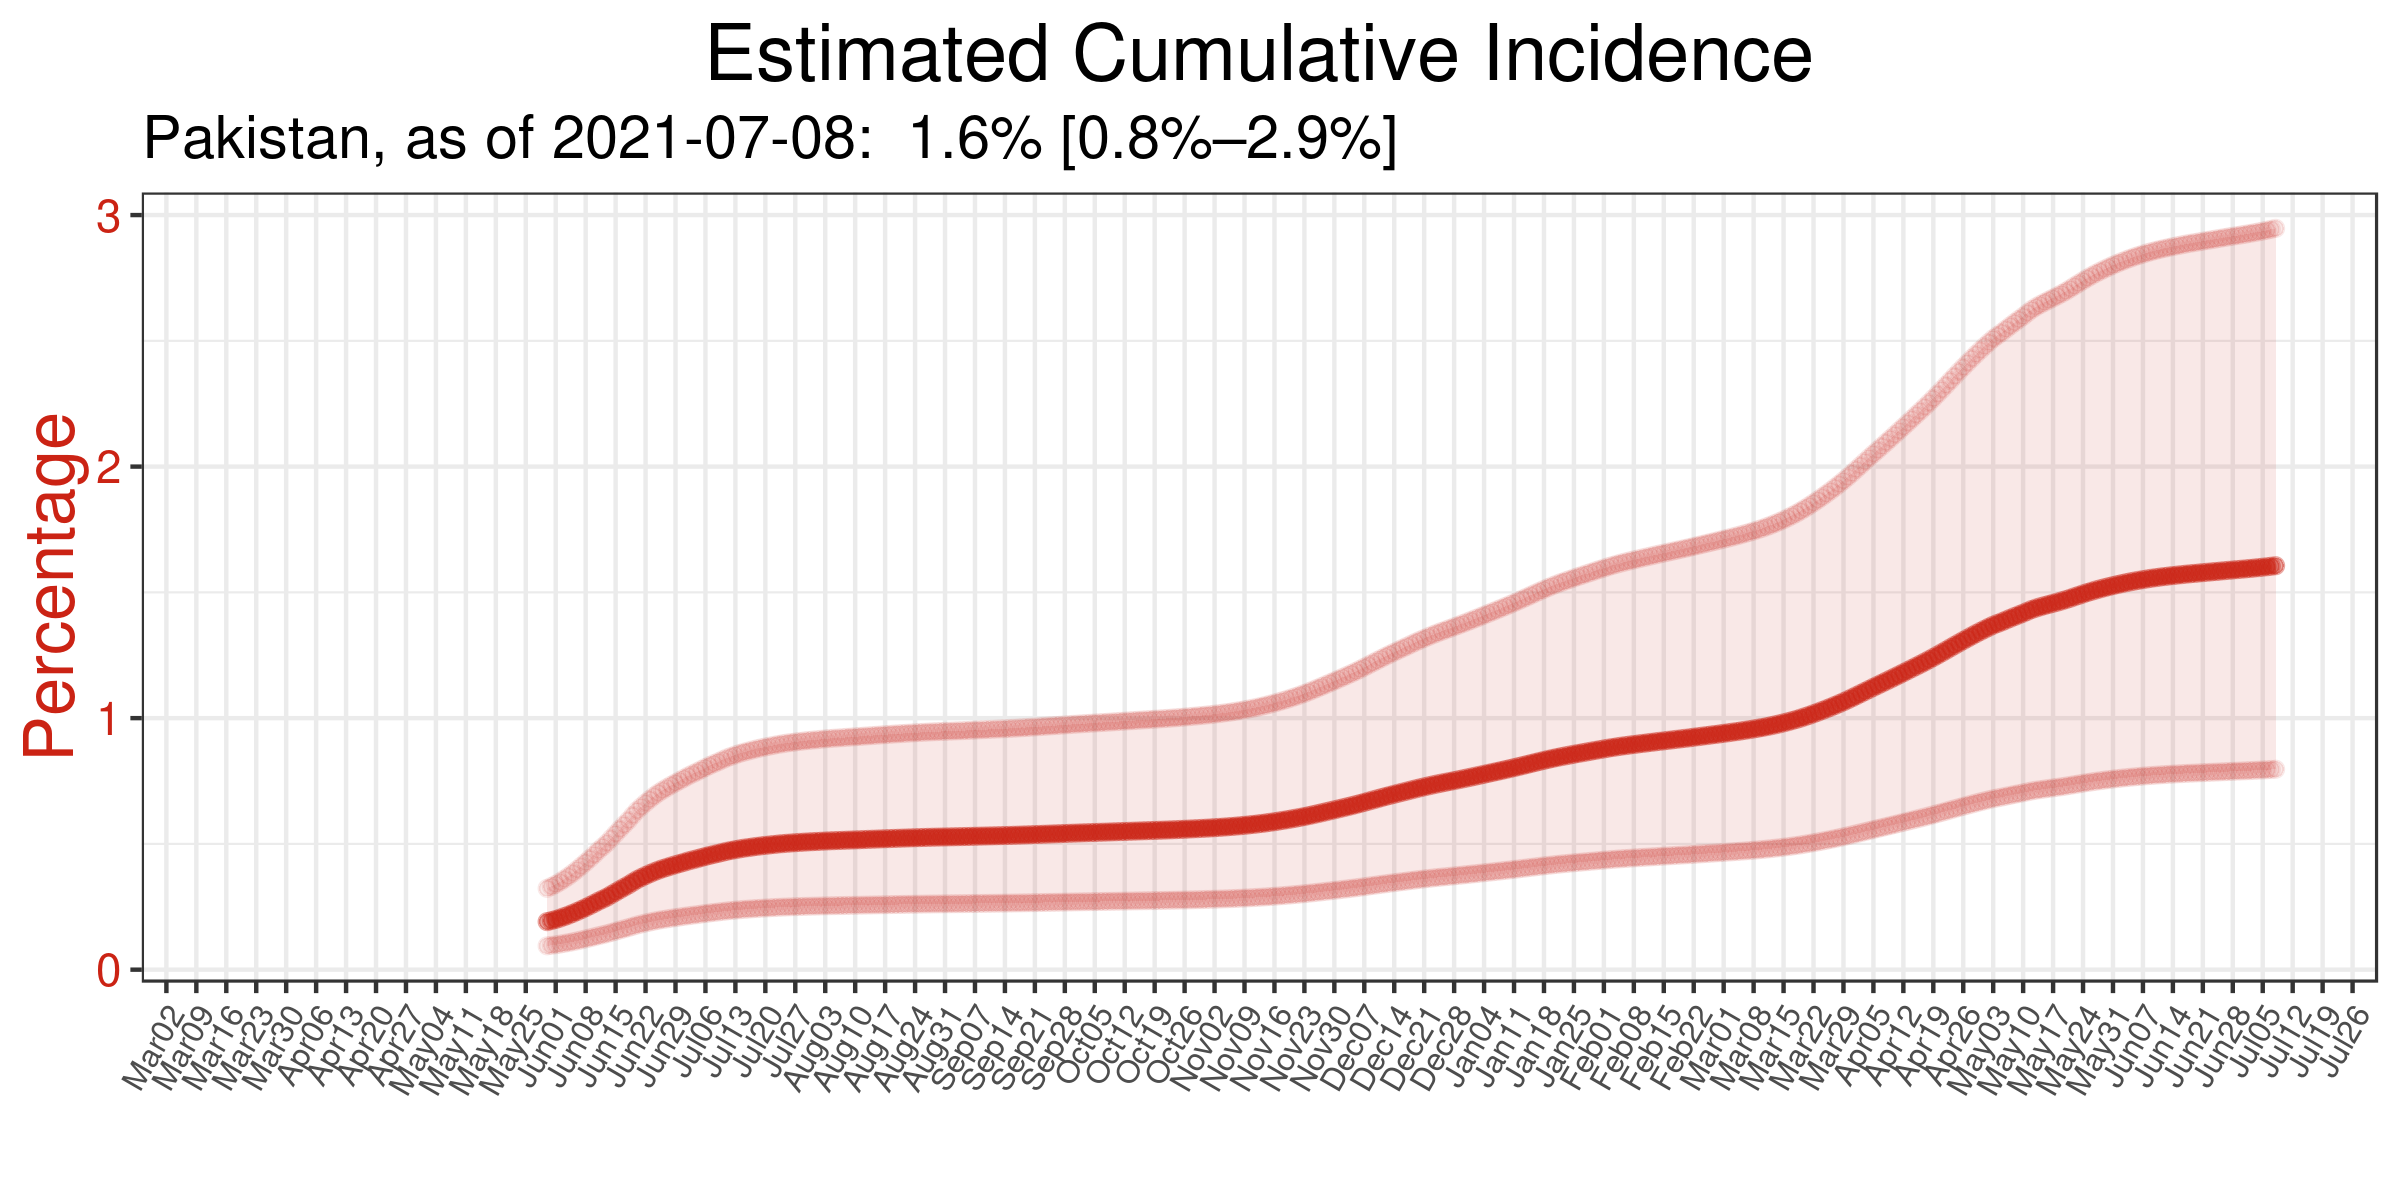 Estimated Cumulative Incidence
Pakistan, as of 2021-07-08:  1.6% [0.8%–2.9%]
Percentage
3
2
1
0
Mar02 Mar09 Mar16 Mar23 Mar30 Apr06 Apr13 Apr20 Apr27 May04 May11 May18 May25 Jun01 Jun08 Jun15 Jun22 Jun29 Jul06 Jul13 Jul20 Jul27 Aug03 Aug10 Aug17 Aug24 Aug31 Sep07 Sep14 Sep21 Sep28 Oct05 Oct12 Oct19 Oct26 Nov02 Nov09 Nov16 Nov23 Nov30 Dec07 Dec14 Dec21 Dec28 Jan04 Jan11 Jan18 Jan25 Feb01 Feb08 Feb15 Feb22 Mar01 Mar08 Mar15 Mar22 Mar29 Apr05 Apr12 Apr19 Apr26 May03 May10 May17 May24 May31 Jun07 Jun14 Jun21 Jun28 Jul05 Jul12 Jul19 Jul26